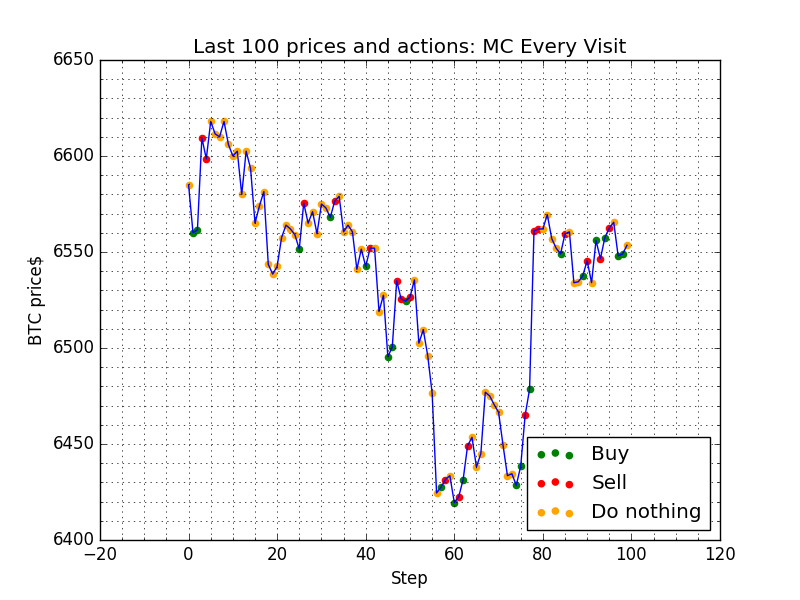 Last 100 prices and actions: MC Every Visit
BTC price$
6650
6600
6550
6500
6450
6400
−20
0
20
40
60
80
100
120
Step
Buy
Sell
Do nothing